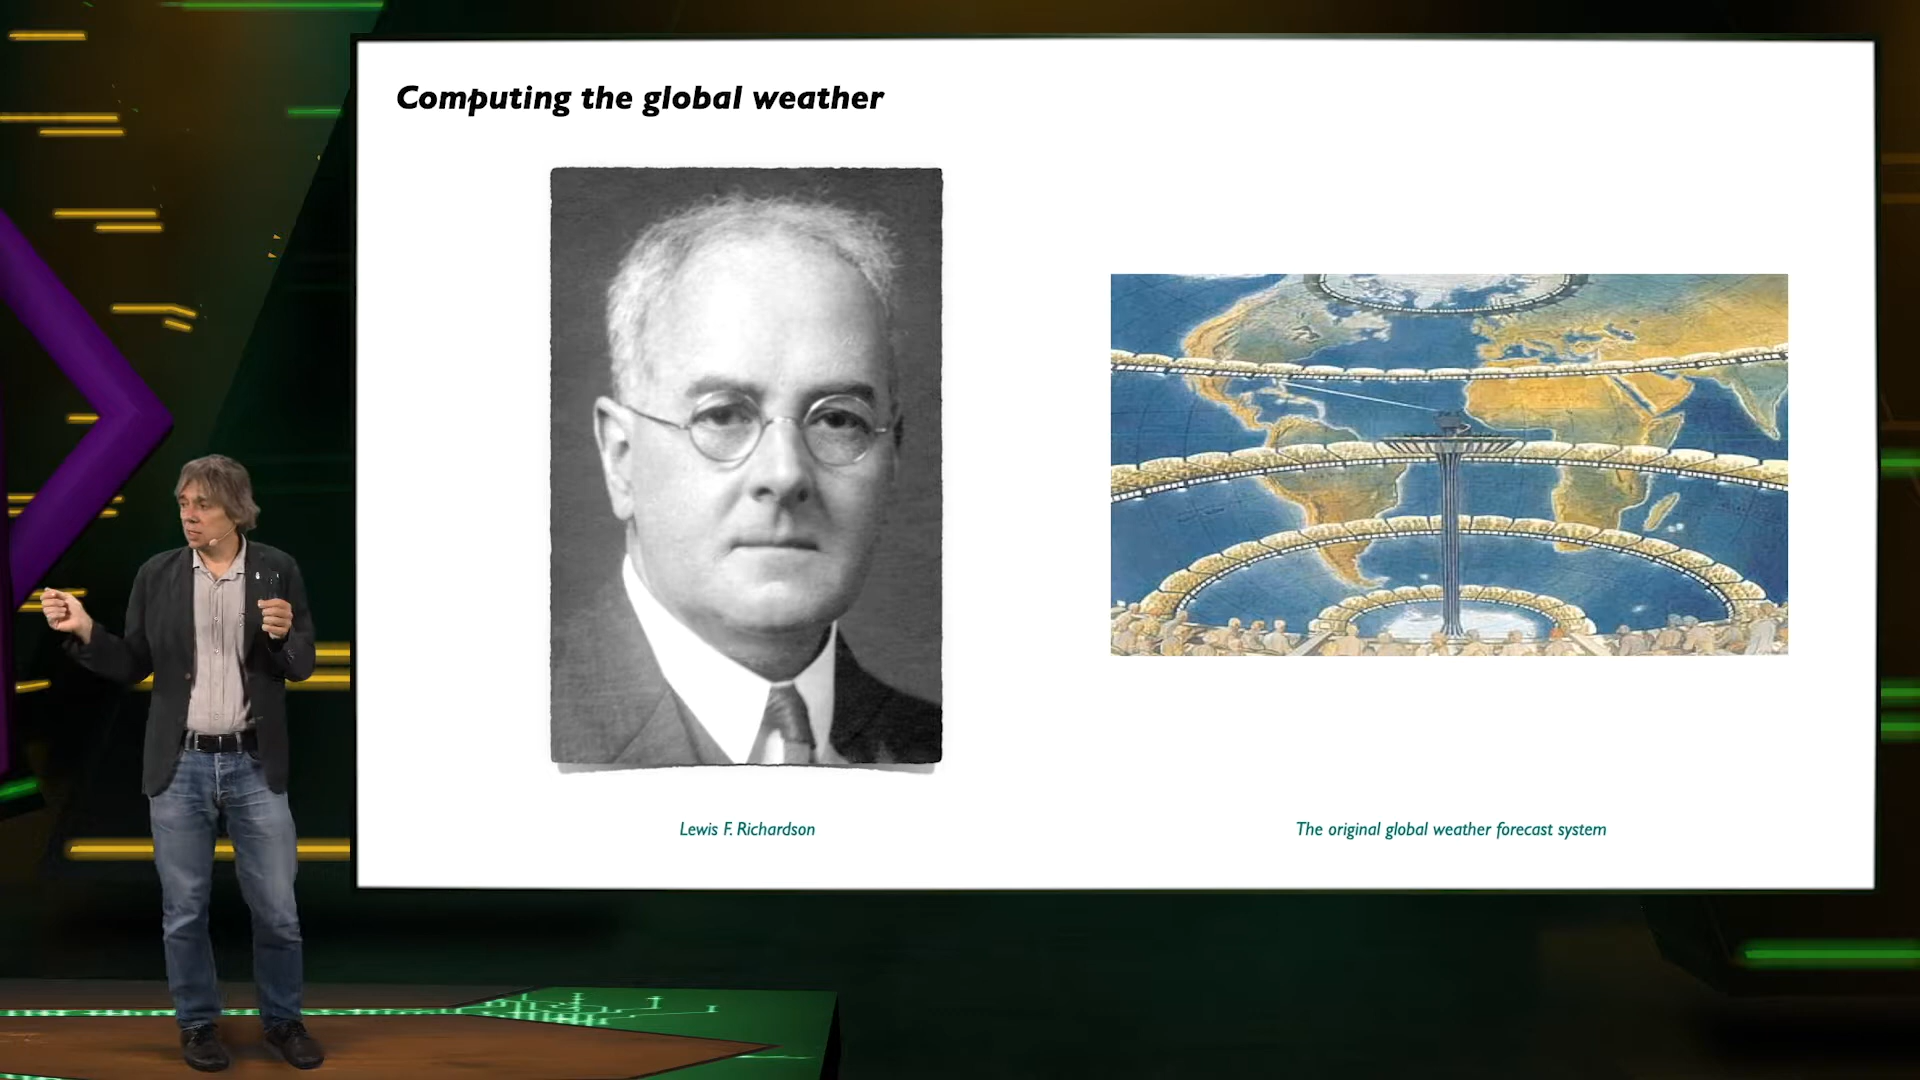 Computing the global weather
Lewis F. Richardson
The original global weather forecast system